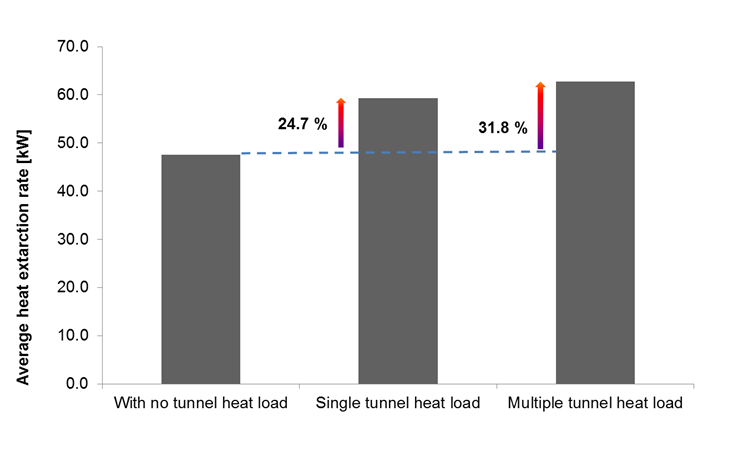 70.0
60.0
50.0
40.0
30.0
20.0
10.0
0.0
Average heat extarction rate [kW]
24.7 %
31.8 %
With no tunnel heat load
Single tunnel heat load
Multiple tunnel heat load